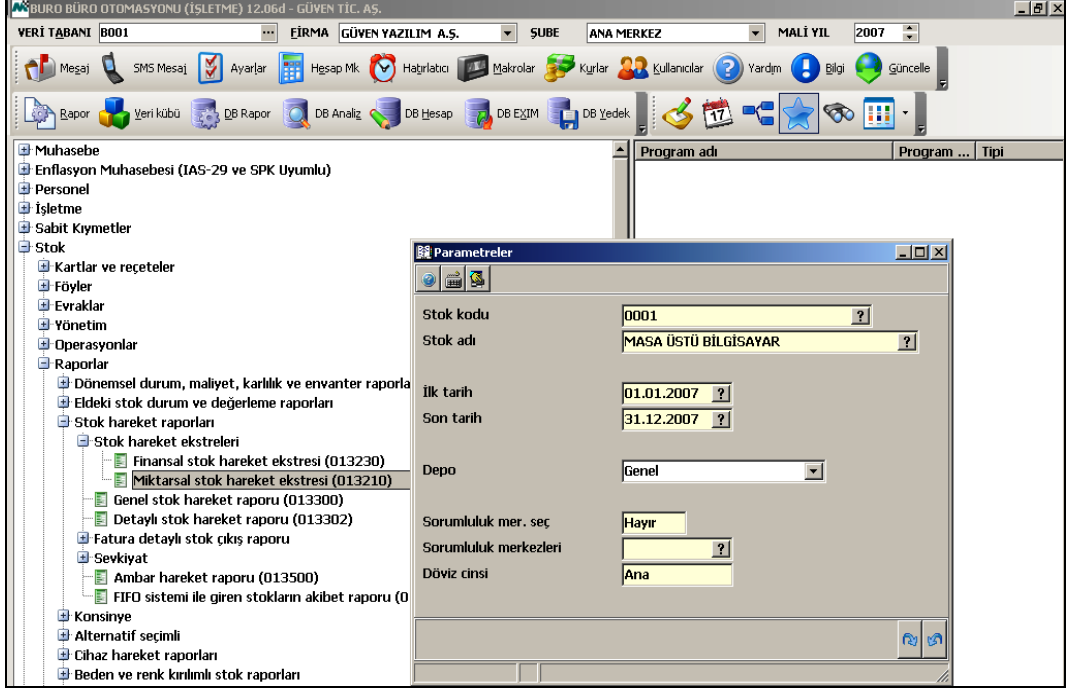 BURO BÜRO OTOMASYONU (İŞLETME) 12.06d - GÜVEN TİC. AŞ.
VERİ TABANI B001 ... FİRMA GÜVEN YAZILIM A.Ş. ŞUBE ANA MERKEZ MALİ YIL 2007
Mesaj SMS Mesaj Ayarlar Hesap Mk Hatırlatıcı Makrolar Kurlar Kullanıcılar Yardım Bilgi Güncelle
Rapor Veri kübü DB Rapor DB Analiz DB Hesap DB EXIM DB Yedek 17
Muhasebe
Program adı Program ... Tipi
Enflasyon Muhasebesi (IAS-29 ve SPK Uyumlu)
Personel
İşletme
Sabit Kıymetler
Stok
Kartlar ve reçeteler
Föyler
Evraklar
Yönetim
Operasyonlar
Raporlar
Dönemsel durum, maliyet, karlılık ve envanter raporla
Eldeki stok durum ve değerleme raporları
Stok hareket raporları
Stok hareket ekstreleri
Finansal stok hareket ekstresi (013230)
Miktarsal stok hareket ekstresi (013210)
Genel stok hareket raporu (013300)
Detaylı stok hareket raporu (013302)
Fatura detaylı stok çıkış raporu
Sevkiyat
Ambar hareket raporu (013500)
FIFO sistemi ile giren stokların akibet raporu (0
Konsinye
Alternatif seçimli
Cihaz hareket raporları
Beden ve renk kırılımlı stok raporları
Parametreler
Stok kodu 0001 ?
Stok adı MASA ÜSTÜ BİLGİSAYAR ?
İlk tarih 01.01.2007 ?
Son tarih 31.12.2007 ?
Depo Genel
Sorumluluk mer. seç Hayır
Sorumluluk merkezleri ?
Döviz cinsi Ana